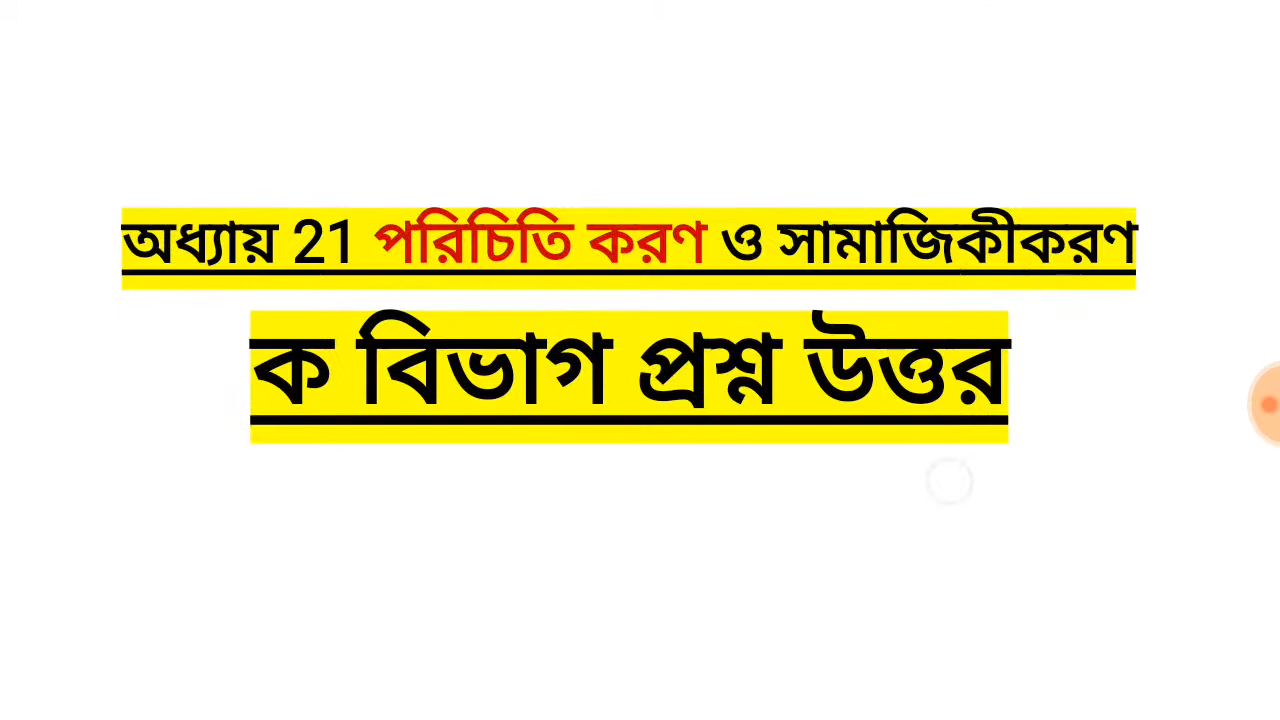 অধ্যায় 21 পরিচিতি করণ ও সামাজিকীকরণ
ক বিভাগ প্রশ্ন উত্তর